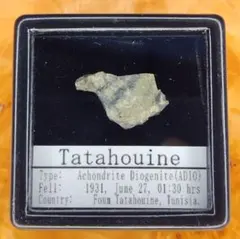 Tatahouine
Type: Achondrite Diogenite(ADIO)
Fell: 1931, June 27, 01:30 hrs
Country: Foum Tatahouine, Tunisia.